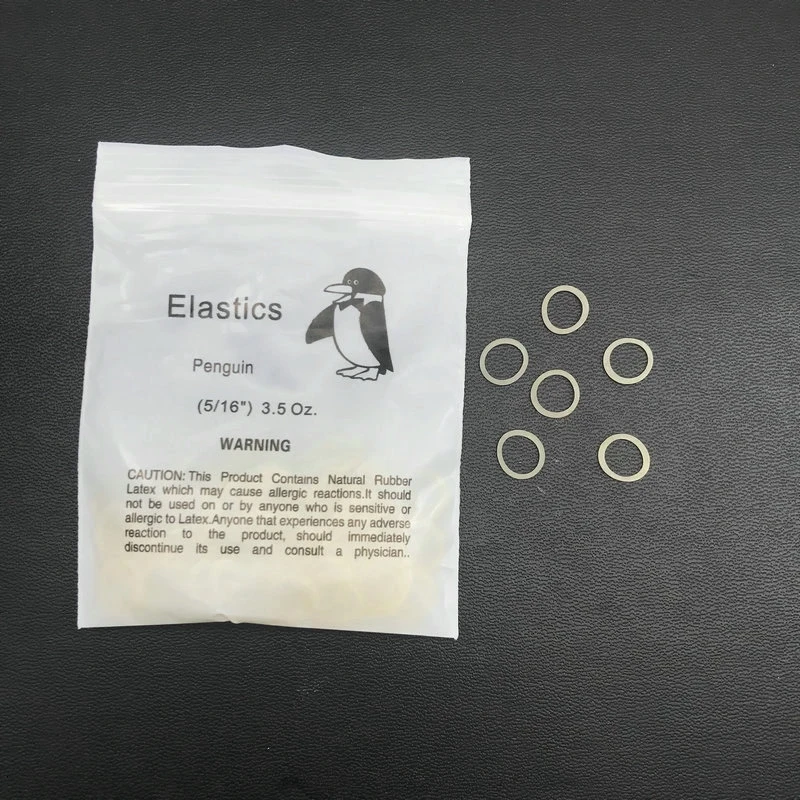 Elastics
Penguin
(5/16") 3.5 Oz.
WARNING
CAUTION: This Product Contains Natural Rubber
Latex which may cause allergic reactions.It should
not be used on or by anyone who is sensitive or
allergic to Latex.Anyone that experiences any adverse
reaction to the product, should immediately
discontinue its use and consult a physician..